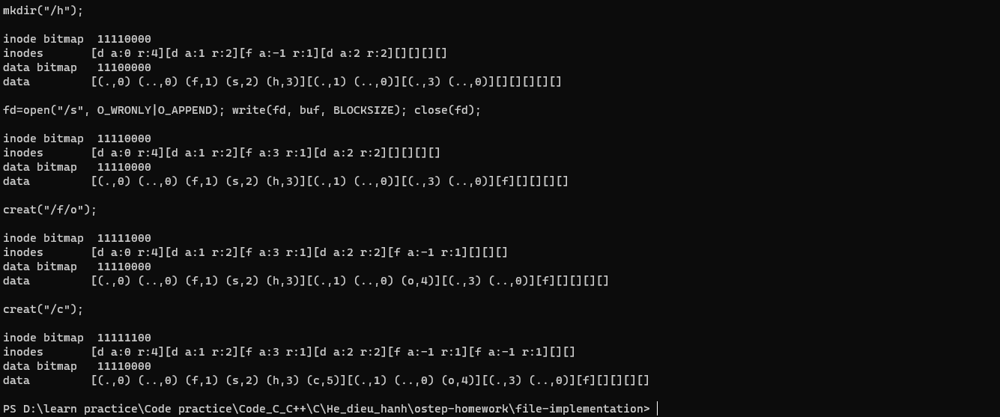 mkdir("/h");
inode bitmap  11110000
inodes       [d a:0 r:4][d a:1 r:2][f a:-1 r:1][d a:2 r:2][][][][]
data bitmap   11100000
data         [(.,0) (..,0) (f,1) (s,2) (h,3)][(.,1) (..,0)][(.,3) (..,0)][][][][][]
fd=open("/s", O_WRONLY|O_APPEND); write(fd, buf, BLOCKSIZE); close(fd);
inode bitmap  11110000
inodes       [d a:0 r:4][d a:1 r:2][f a:3 r:1][d a:2 r:2][][][][]
data bitmap   11110000
data         [(.,0) (..,0) (f,1) (s,2) (h,3)][(.,1) (..,0)][(.,3) (..,0)][f][][][][]
creat("/f/o");
inode bitmap  11111000
inodes       [d a:0 r:4][d a:1 r:2][f a:3 r:1][d a:2 r:2][f a:-1 r:1][][][]
data bitmap   11110000
data         [(.,0) (..,0) (f,1) (s,2) (h,3)][(.,1) (..,0) (o,4)][(.,3) (..,0)][f][][][][]
creat("/c");
inode bitmap  11111100
inodes       [d a:0 r:4][d a:1 r:2][f a:3 r:1][d a:2 r:2][f a:-1 r:1][f a:-1 r:1][][]
data bitmap   11110000
data         [(.,0) (..,0) (f,1) (s,2) (h,3) (c,5)][(.,1) (..,0) (o,4)][(.,3) (..,0)][f][][][][]
PS D:\learn practice\Code practice\Code_C_C++\C\He_dieu_hanh\ostep-homework\file-implementation>